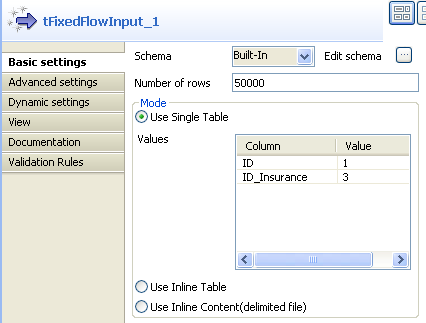 tFixedFlowInput_1
Basic settings
Advanced settings
Dynamic settings
View
Documentation
Validation Rules
Schema Built-In Edit schema ...
Number of rows 50000
Mode
Use Single Table
Values
Column Value
ID 1
ID_Insurance 3
Use Inline Table
Use Inline Content(delimited file)